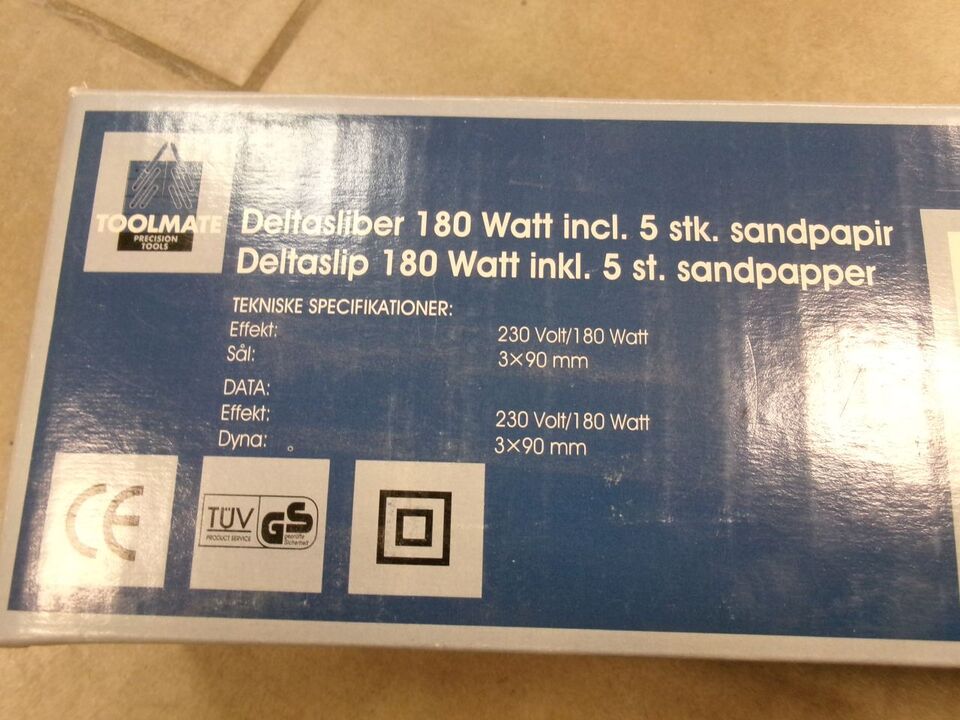 TOOLMATE
PRECISION
TOOLS
Deltasliber 180 Watt incl. 5 stk. sandpapir
Deltaslip 180 Watt inkl. 5 st. sandpapper
TEKNISKE SPECIFIKATIONER:
Effekt: 230 Volt/180 Watt
Sål: 3×90 mm
DATA:
Effekt: 230 Volt/180 Watt
Dyna: 3×90 mm
CE
TÜV
PRODUCT SERVICE
GS
geprüfte
Sicherheit